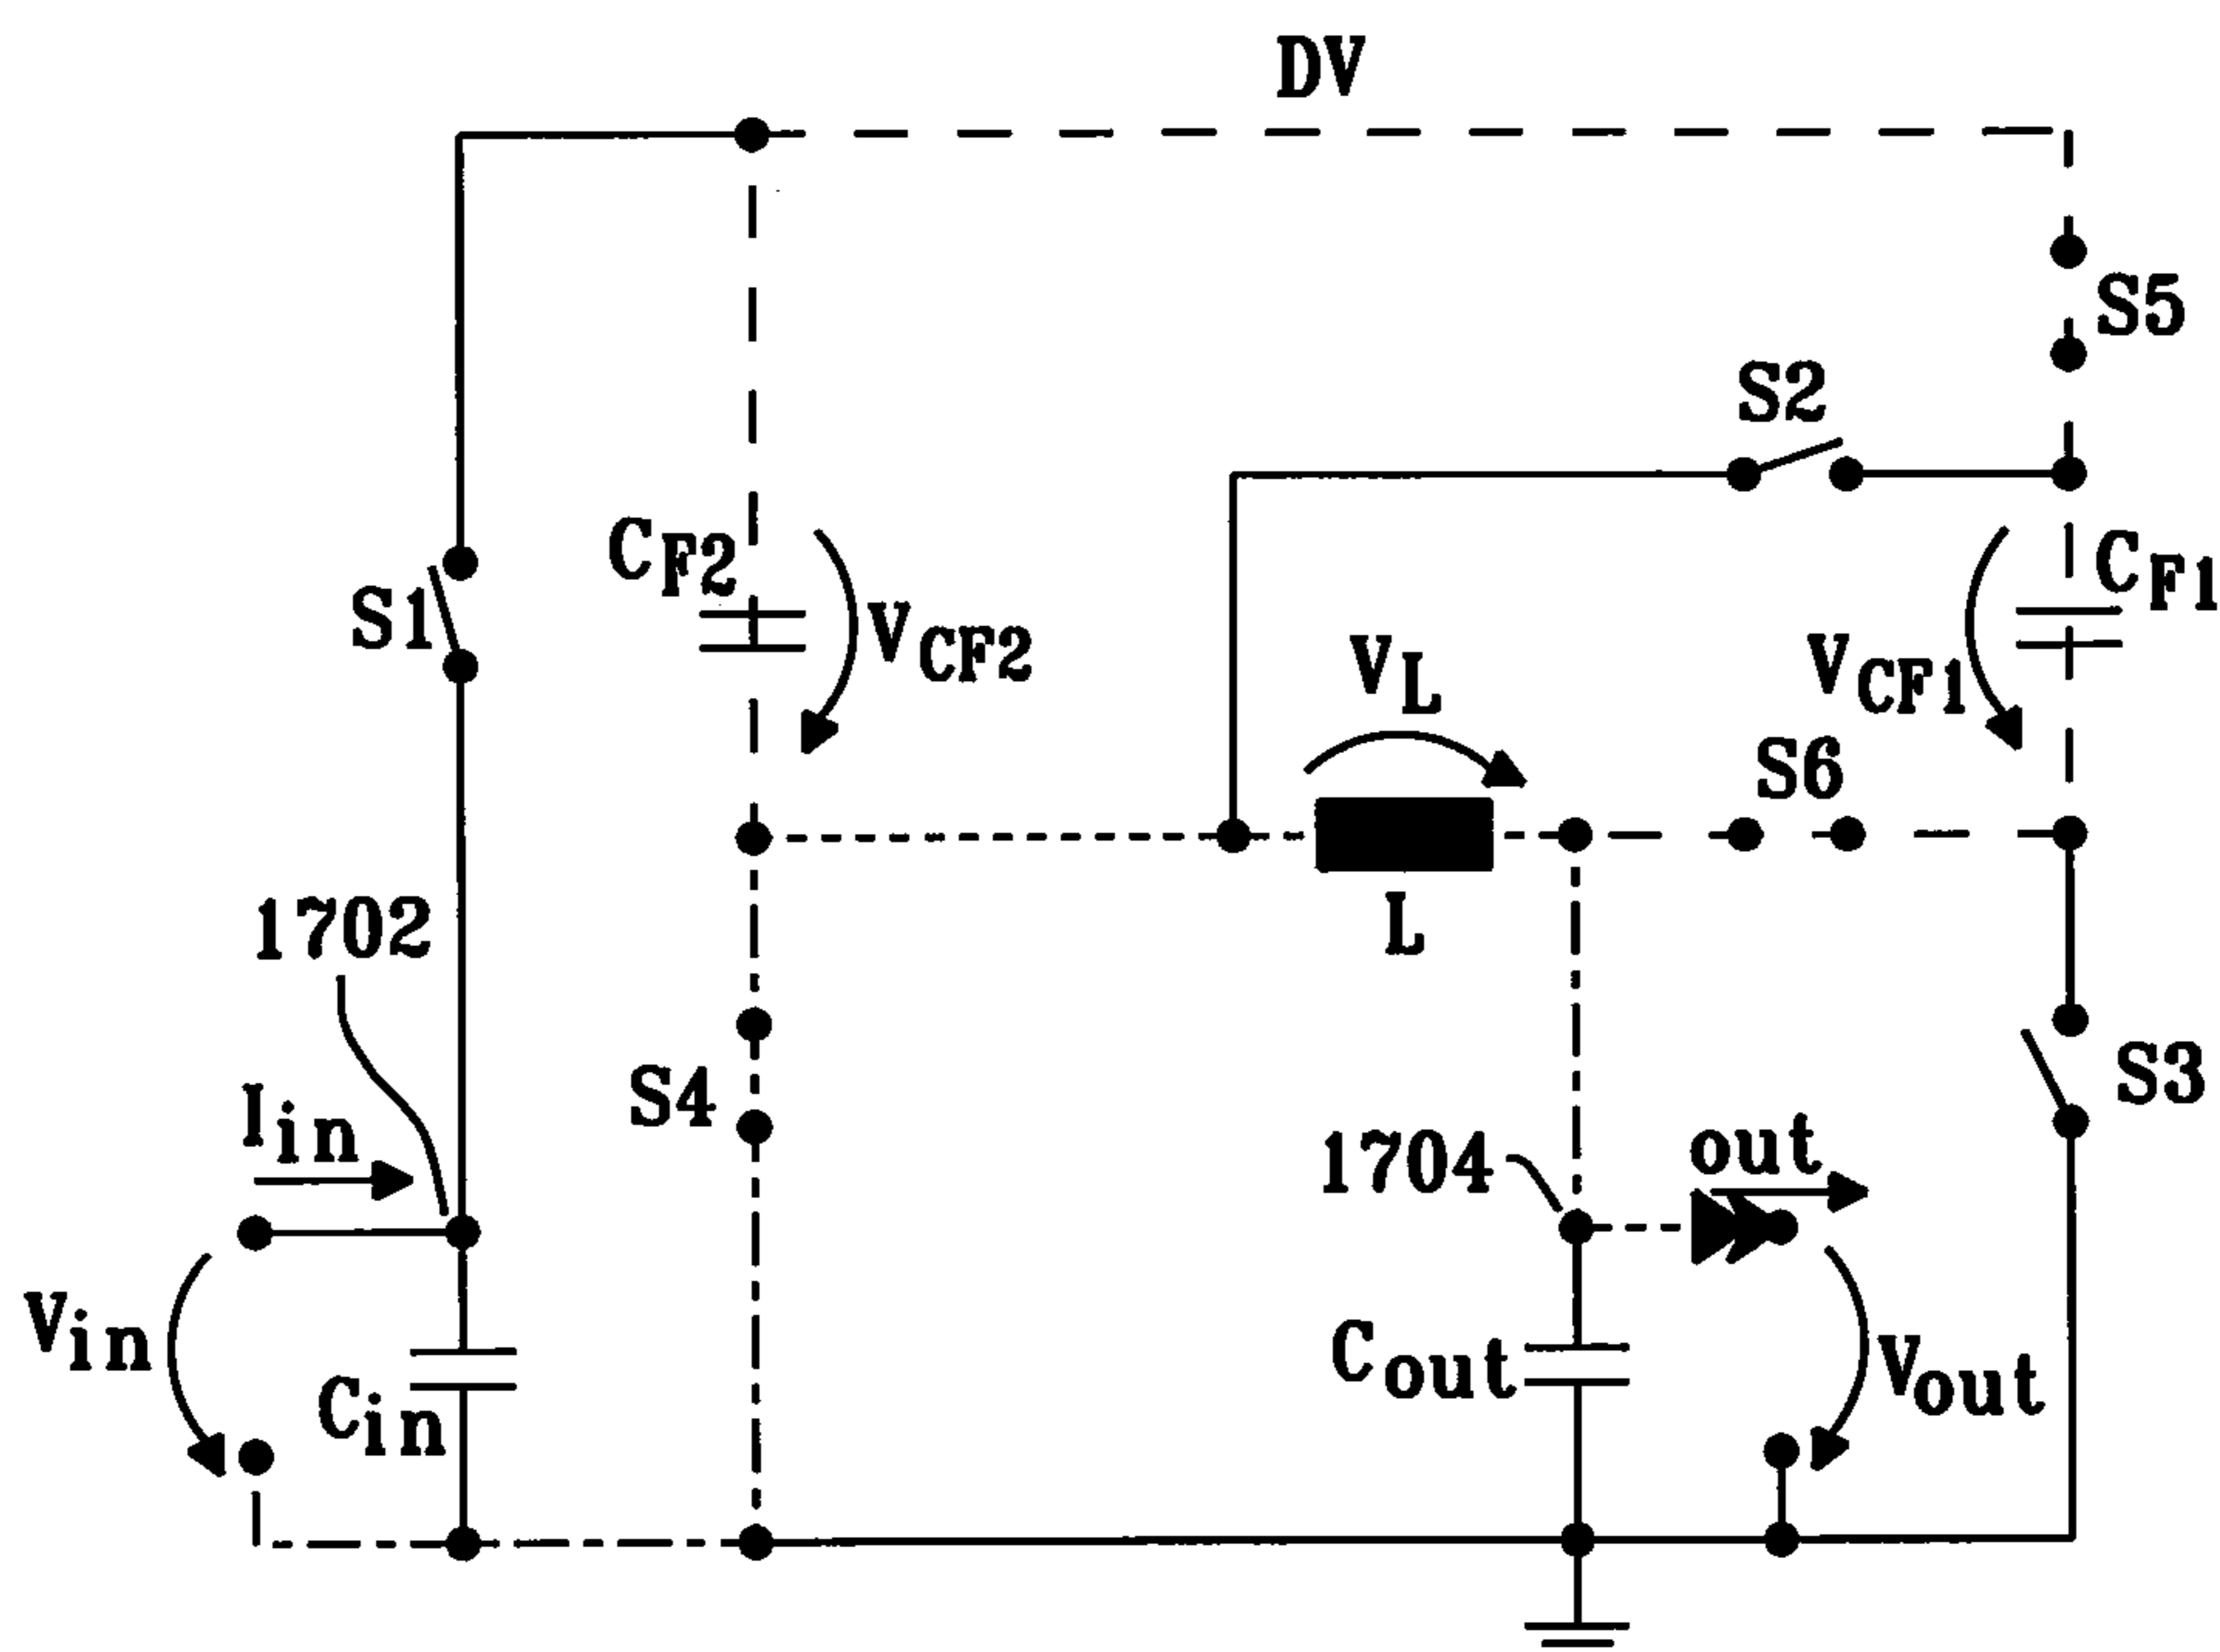 DV
S5
S2
CF2
VCF2
CF1
S1
VL
VCF1
S6
L
1702
S4
S3
Iin
1704
out
Vin
Cin
Cout
Vout